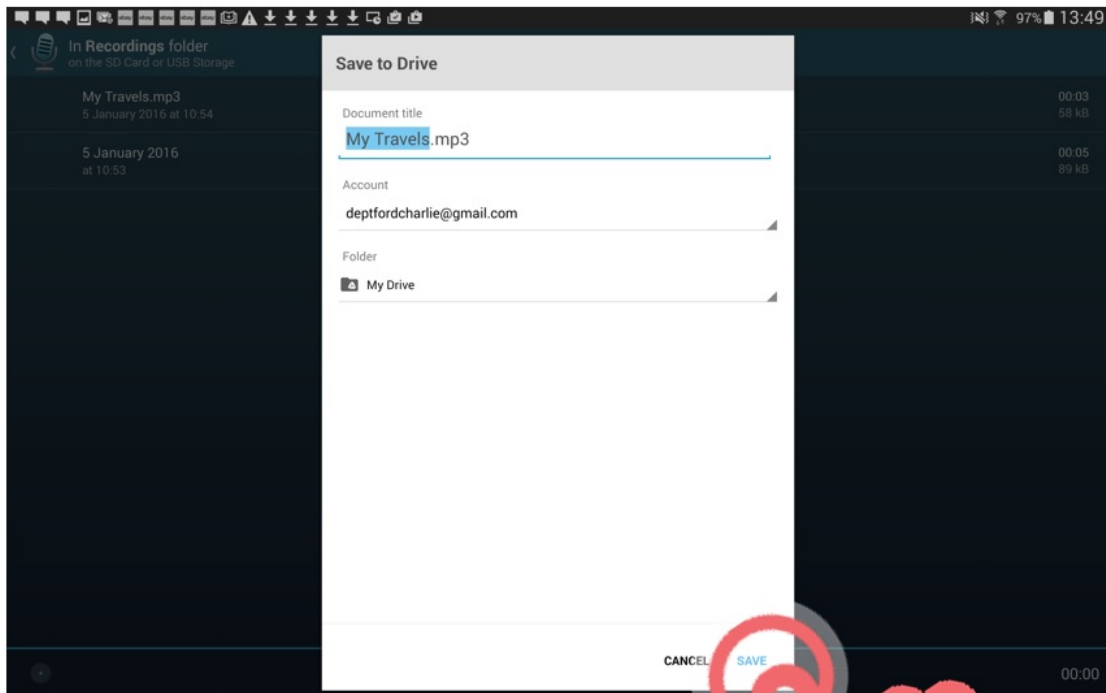 97% 13:49
In Recordings folder
on the SD Card or USB Storage
My Travels.mp3
5 January 2016 at 10:54
00:03
58 kB
5 January 2016
at 10:53
00:05
89 kB
Save to Drive
Document title
My Travels.mp3
Account
deptfordcharlie@gmail.com
Folder
My Drive
CANCEL SAVE
00:00